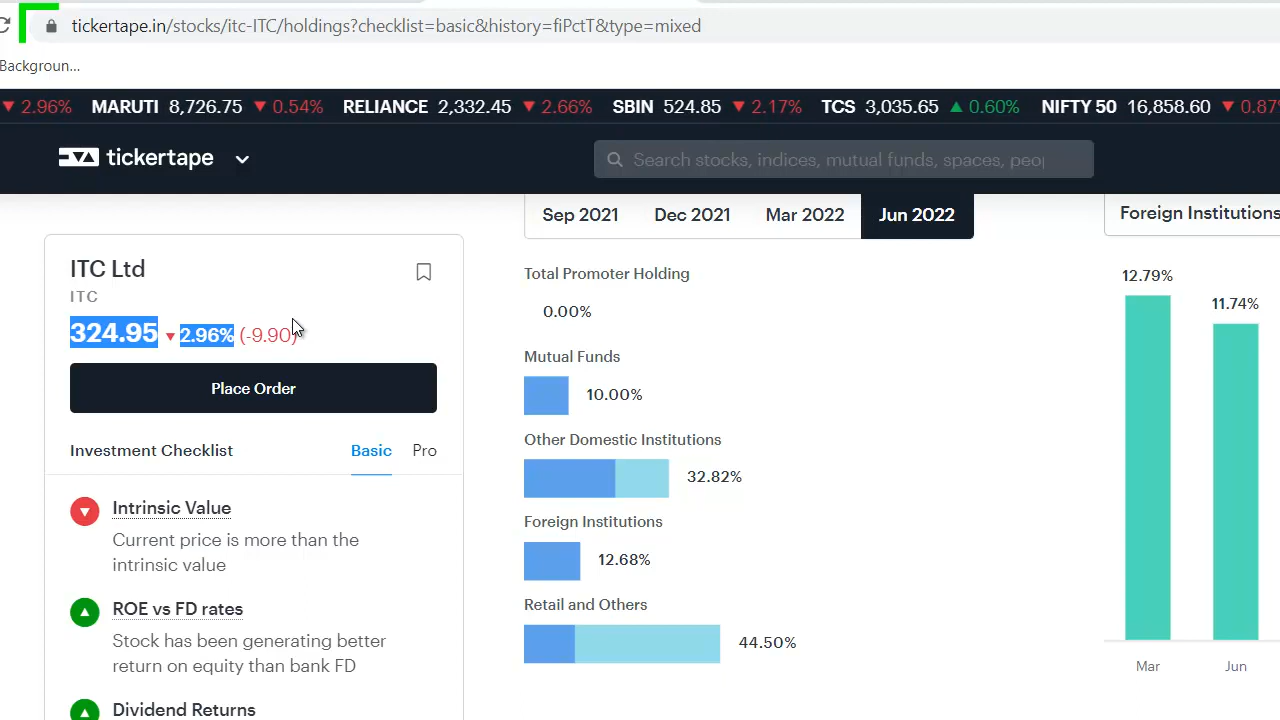 tickertape.in/stocks/itc-ITC/holdings?checklist=basic&history=fiPctT&type=mixed
Backgroun...
▼ 2.96% MARUTI 8,726.75 ▼ 0.54% RELIANCE 2,332.45 ▼ 2.66% SBIN 524.85 ▼ 2.17% TCS 3,035.65 ▲ 0.60% NIFTY 50 16,858.60 ▼ 0.87%
tickertape
Search stocks, indices, mutual funds, spaces, peop
Sep 2021 Dec 2021 Mar 2022 Jun 2022
Foreign Institutions
ITC Ltd
ITC
324.95 ▼ 2.96% (-9.90)
Place Order
Investment Checklist Basic Pro
Intrinsic Value
Current price is more than the
intrinsic value
ROE vs FD rates
Stock has been generating better
return on equity than bank FD
Dividend Returns
Total Promoter Holding
0.00%
Mutual Funds
10.00%
Other Domestic Institutions
32.82%
Foreign Institutions
12.68%
Retail and Others
44.50%
12.79%
11.74%
Mar Jun